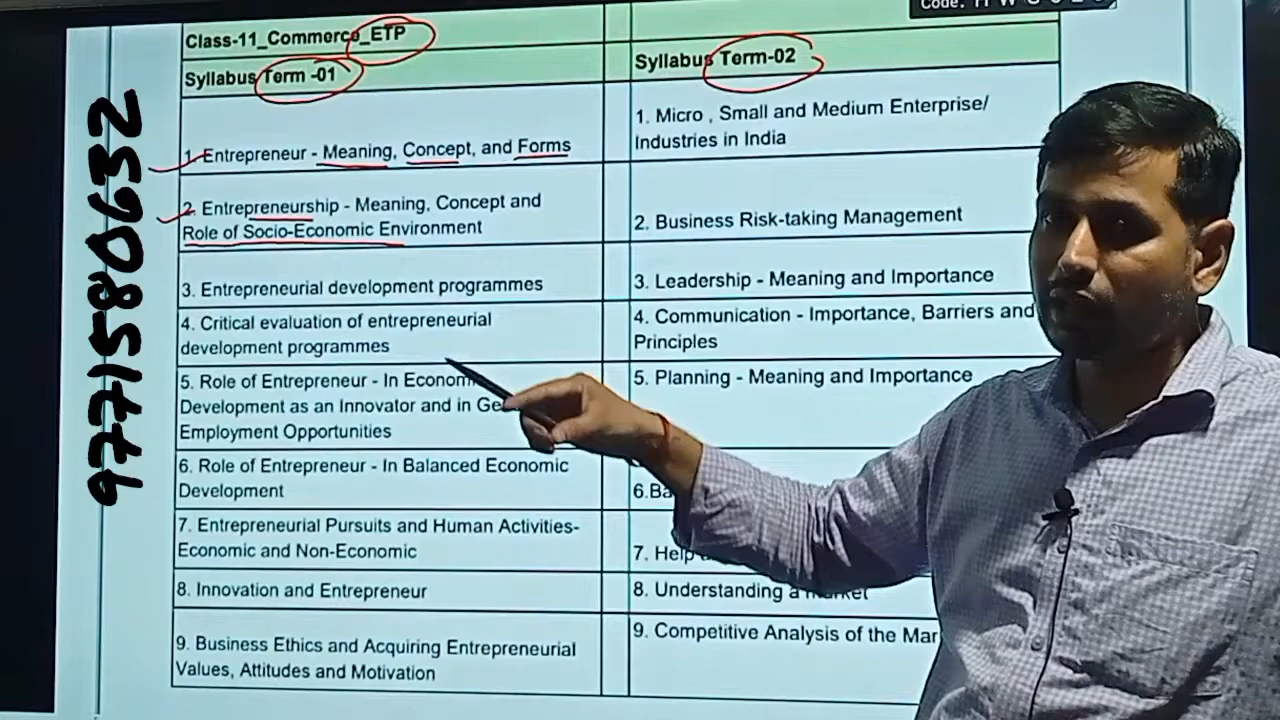 Class-11_Commerce_ETP
Syllabus Term -01
Syllabus Term-02
1. Entrepreneur - Meaning, Concept, and Forms
1. Micro , Small and Medium Enterprise/
Industries in India
2. Entrepreneurship - Meaning, Concept and
Role of Socio-Economic Environment
2. Business Risk-taking Management
3. Entrepreneurial development programmes
3. Leadership - Meaning and Importance
4. Critical evaluation of entrepreneurial
development programmes
4. Communication - Importance, Barriers and
Principles
5. Role of Entrepreneur - In
Development as an Innovator and in
Employment Opportunities
5. Planning - Meaning and Importance
6. Role of Entrepreneur - In Balanced Economic
Development
6.
7. Entrepreneurial Pursuits and Human Activities-
Economic and Non-Economic
7. Help
8. Innovation and Entrepreneur
8. Understanding a market
9. Business Ethics and Acquiring Entrepreneurial
Values, Attitudes and Motivation
9. Competitive Analysis of the
9771580632